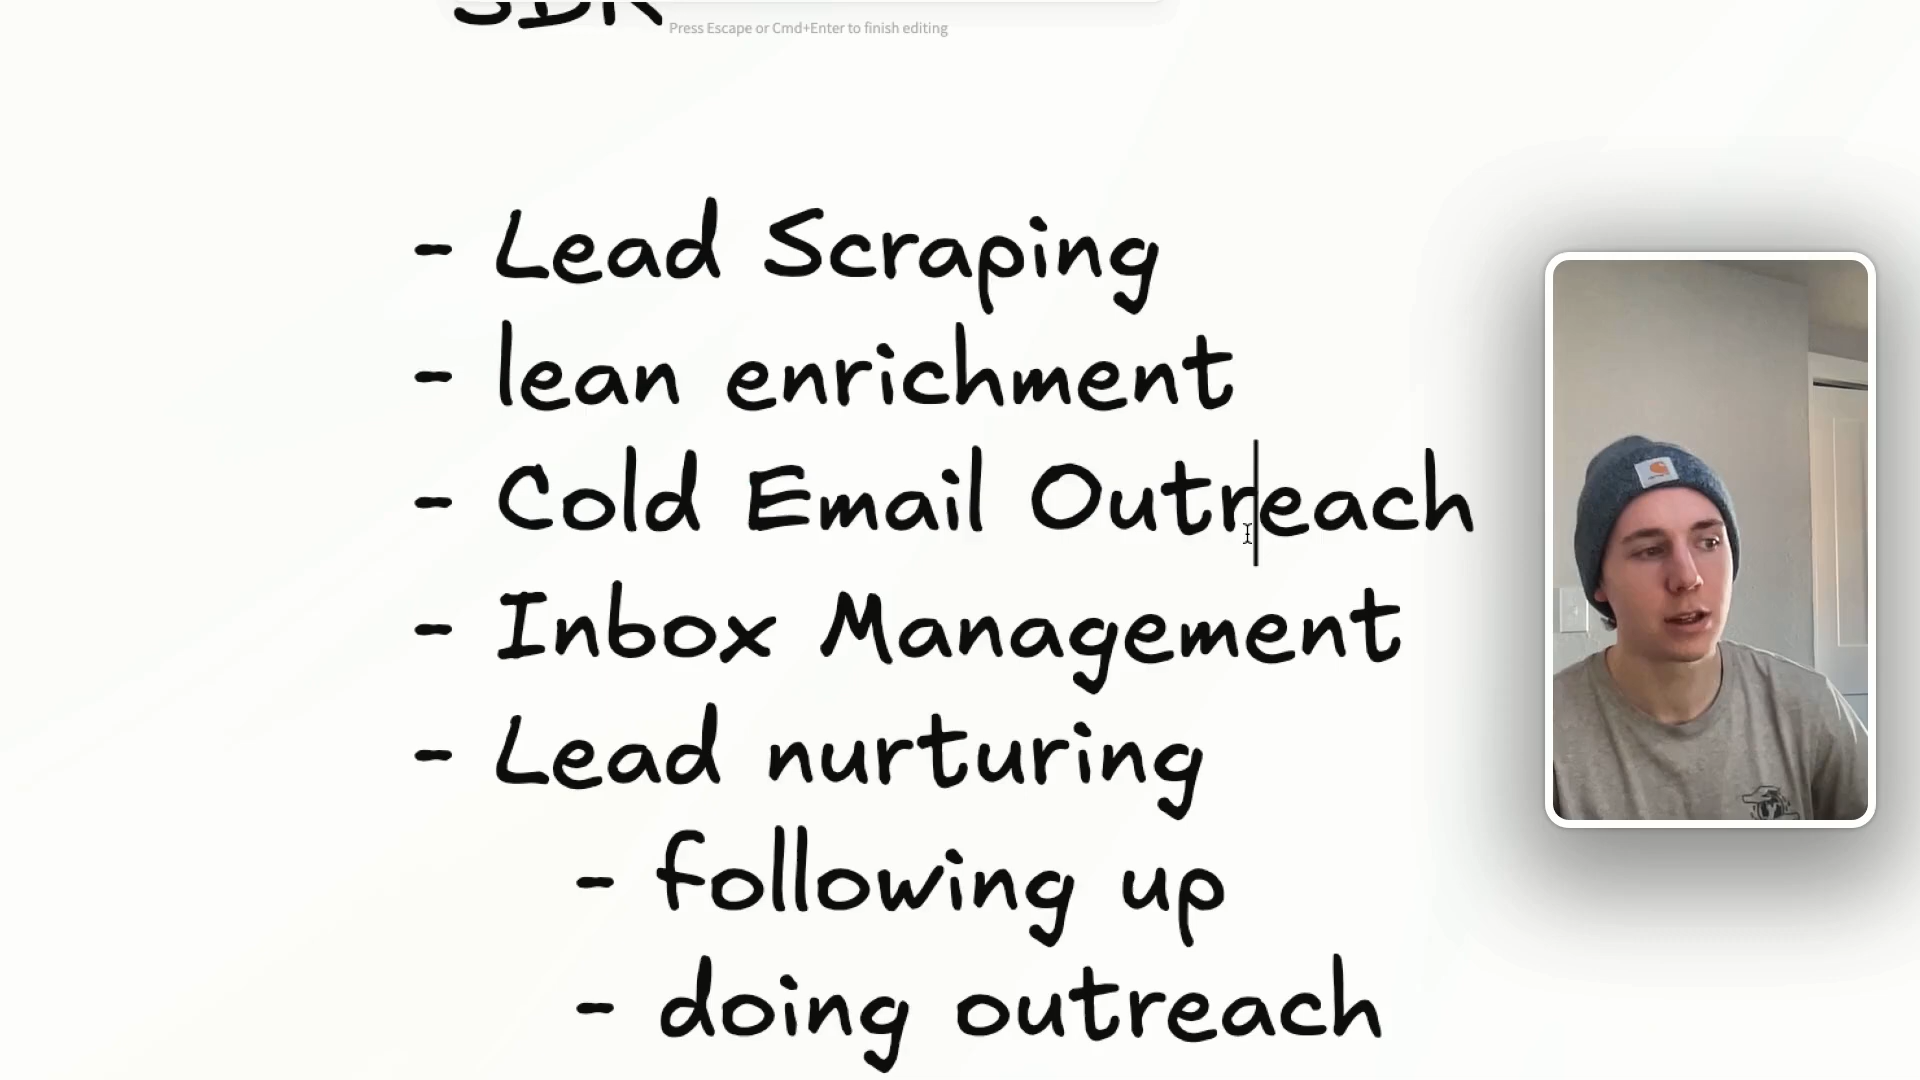 SDR
Press Escape or Cmd+Enter to finish editing
- Lead Scraping
- lean enrichment
- Cold Email Outreach
- Inbox Management
- Lead nurturing
- following up
- doing outreach